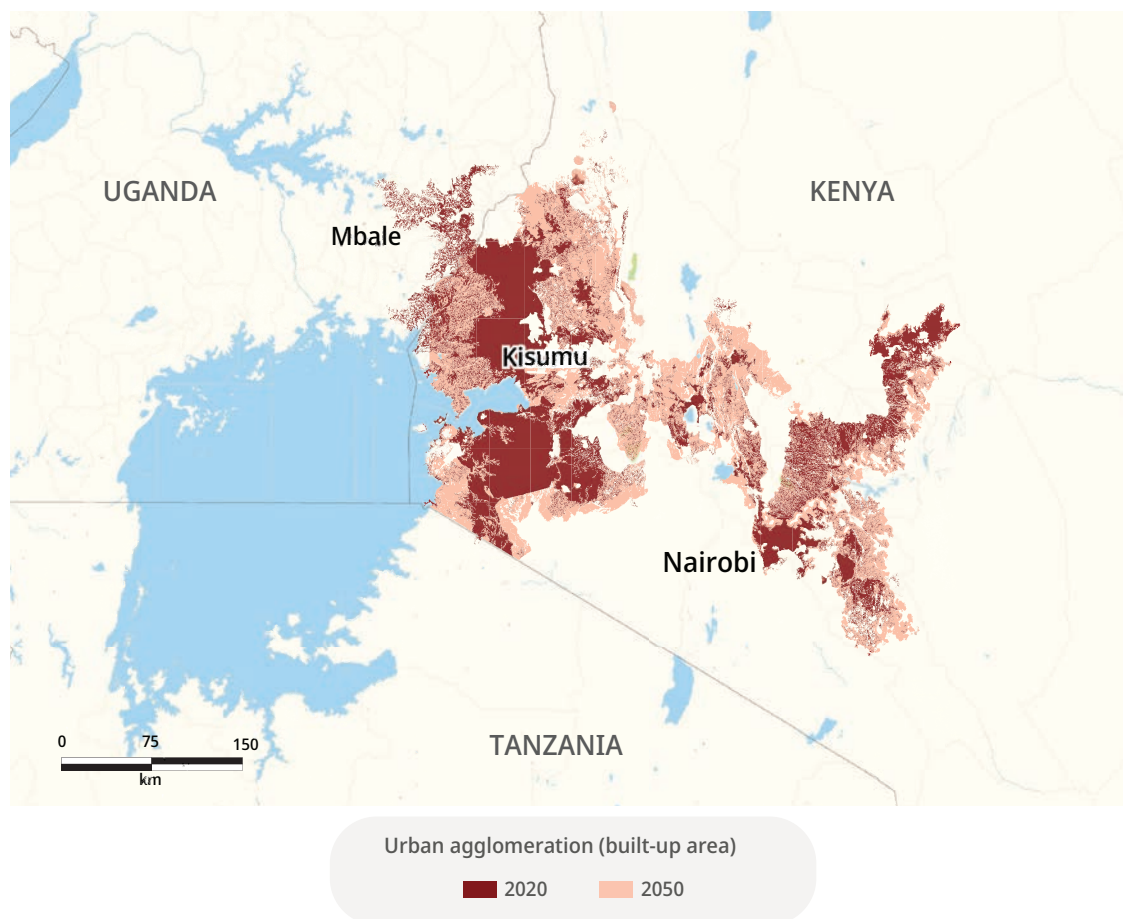 UGANDA
KENYA
Mbale
Kisumu
Nairobi
TANZANIA
0 75 150
km
Urban agglomeration (built-up area)
2020 2050